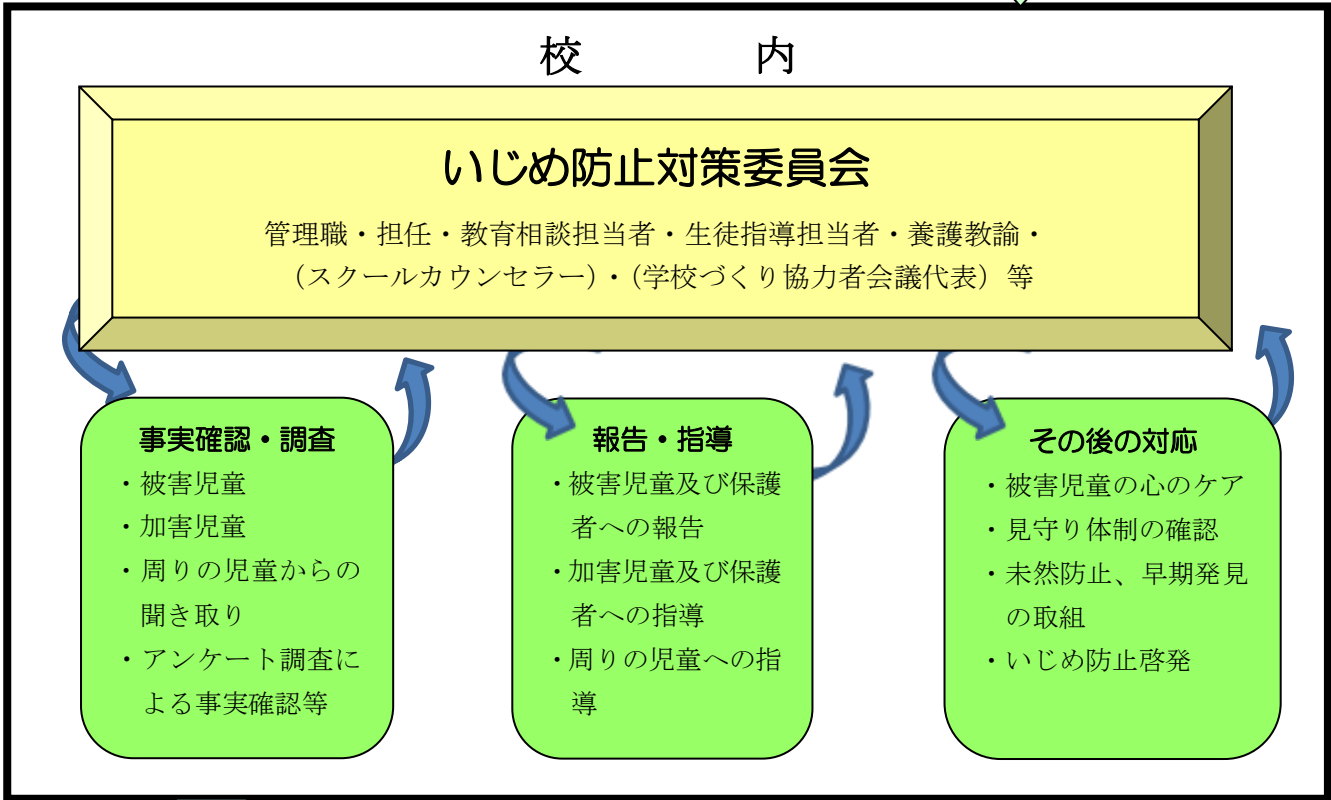 校　内
いじめ防止対策委員会
管理職・担任・教育相談担当者・生徒指導担当者・養護教諭・
（スクールカウンセラー）・（学校づくり協力者会議代表）等
事実確認・調査
・被害児童
・加害児童
・周りの児童からの
聞き取り
・アンケート調査に
よる事実確認等
報告・指導
・被害児童及び保護
者への報告
・加害児童及び保護
者への指導
・周りの児童への指
導
その後の対応
・被害児童の心のケア
・見守り体制の確認
・未然防止、早期発見
の取組
・いじめ防止啓発